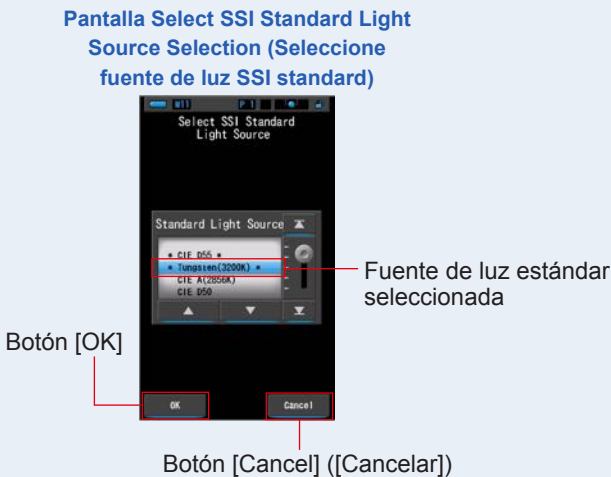 Pantalla Select SSI Standard Light
Source Selection (Seleccione
fuente de luz SSI standard)
P 1
Select SSI Standard
Light Source
Standard Light Source
* CIE D55 *
* Tungsten(3200K) *
CIE A(2856K)
CIE D50
Fuente de luz estándar
seleccionada
Botón [OK]
OK
Cancel
Botón [Cancel] ([Cancelar])